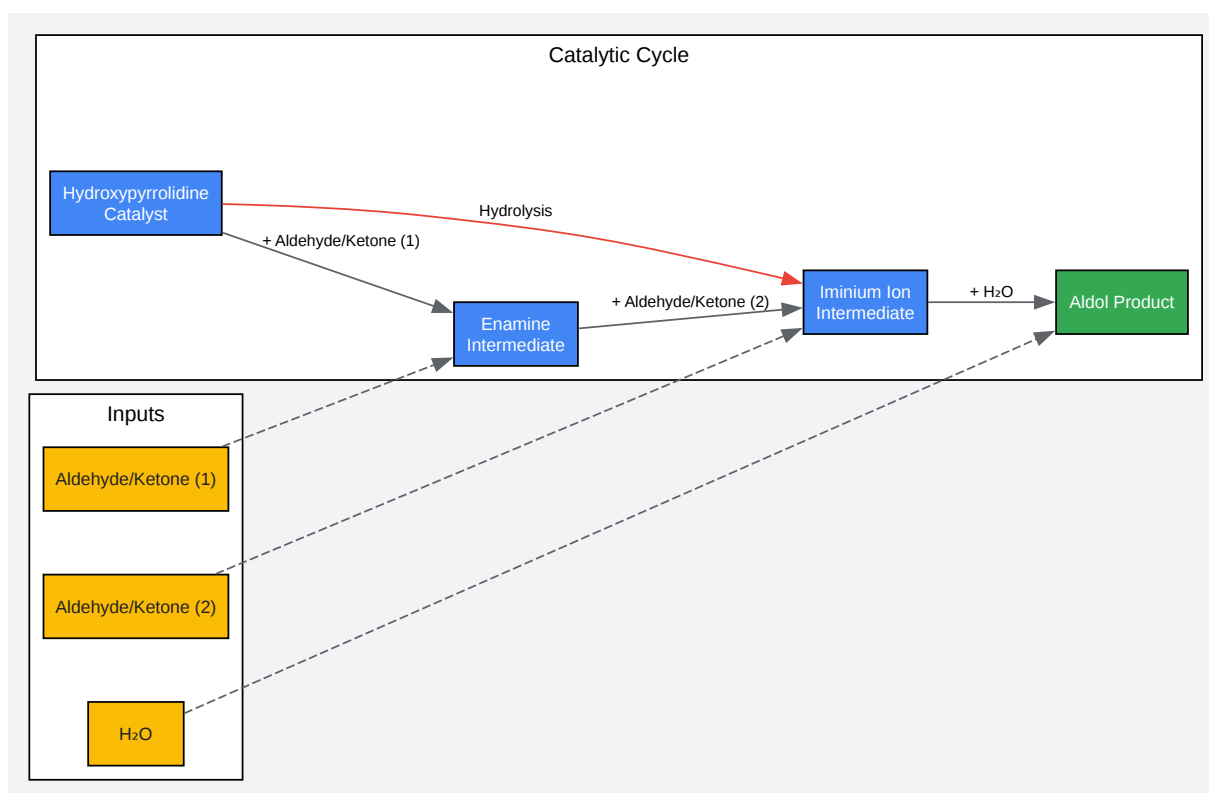 Catalytic Cycle
Hydroxypyrrolidine
Catalyst
Hydrolysis
+ Aldehyde/Ketone (1)
Enamine
Intermediate
+ Aldehyde/Ketone (2)
Iminium Ion
Intermediate
+ H₂O
Aldol Product
Inputs
Aldehyde/Ketone (1)
Aldehyde/Ketone (2)
H₂O